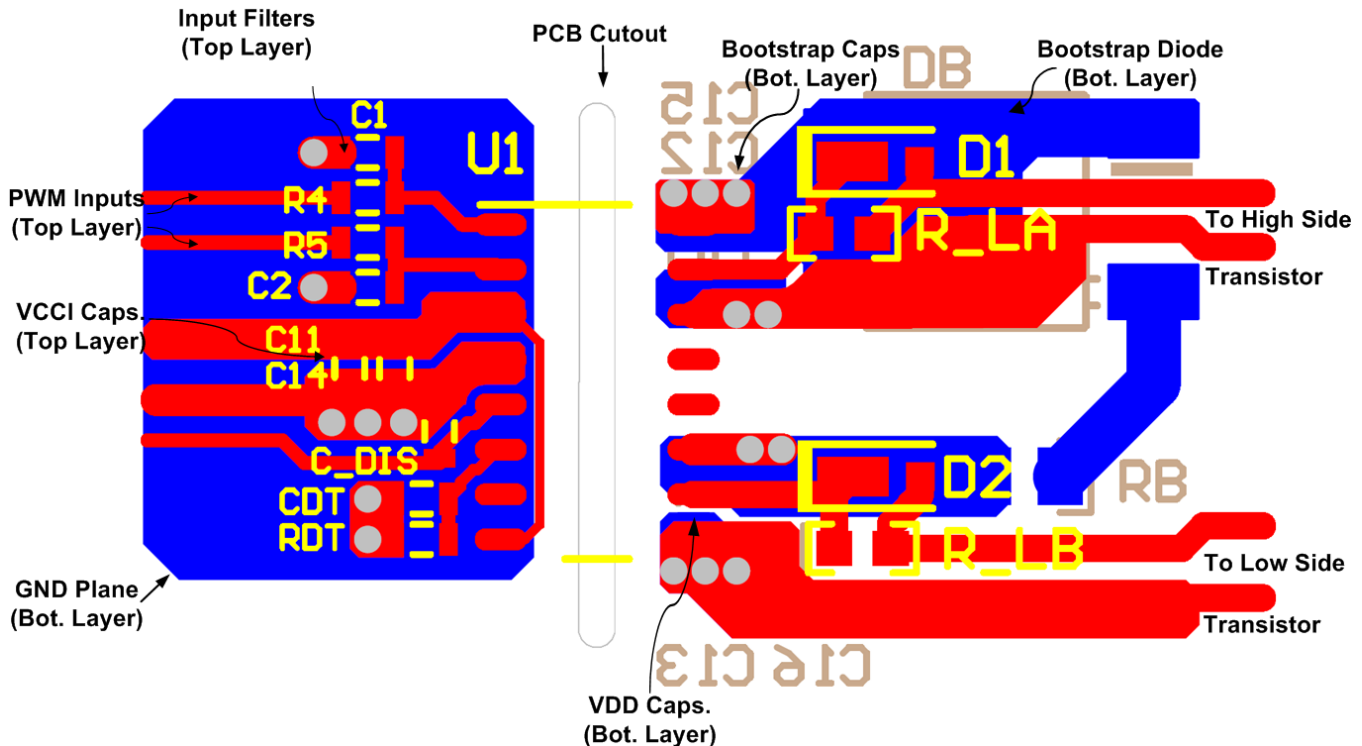 Input Filters
(Top Layer)
PCB Cutout
Bootstrap Caps
(Bot. Layer)
Bootstrap Diode
(Bot. Layer)
DB
C15
C12
C1
U1
D1
PWM Inputs
(Top Layer)
R4
R5
C2
R_LA
To High Side
Transistor
VCCI Caps.
(Top Layer)
C11
C14
C_DIS
CDT
RDT
D2
RB
R_LB
To Low Side
Transistor
GND Plane
(Bot. Layer)
C13
C16
VDD Caps.
(Bot. Layer)